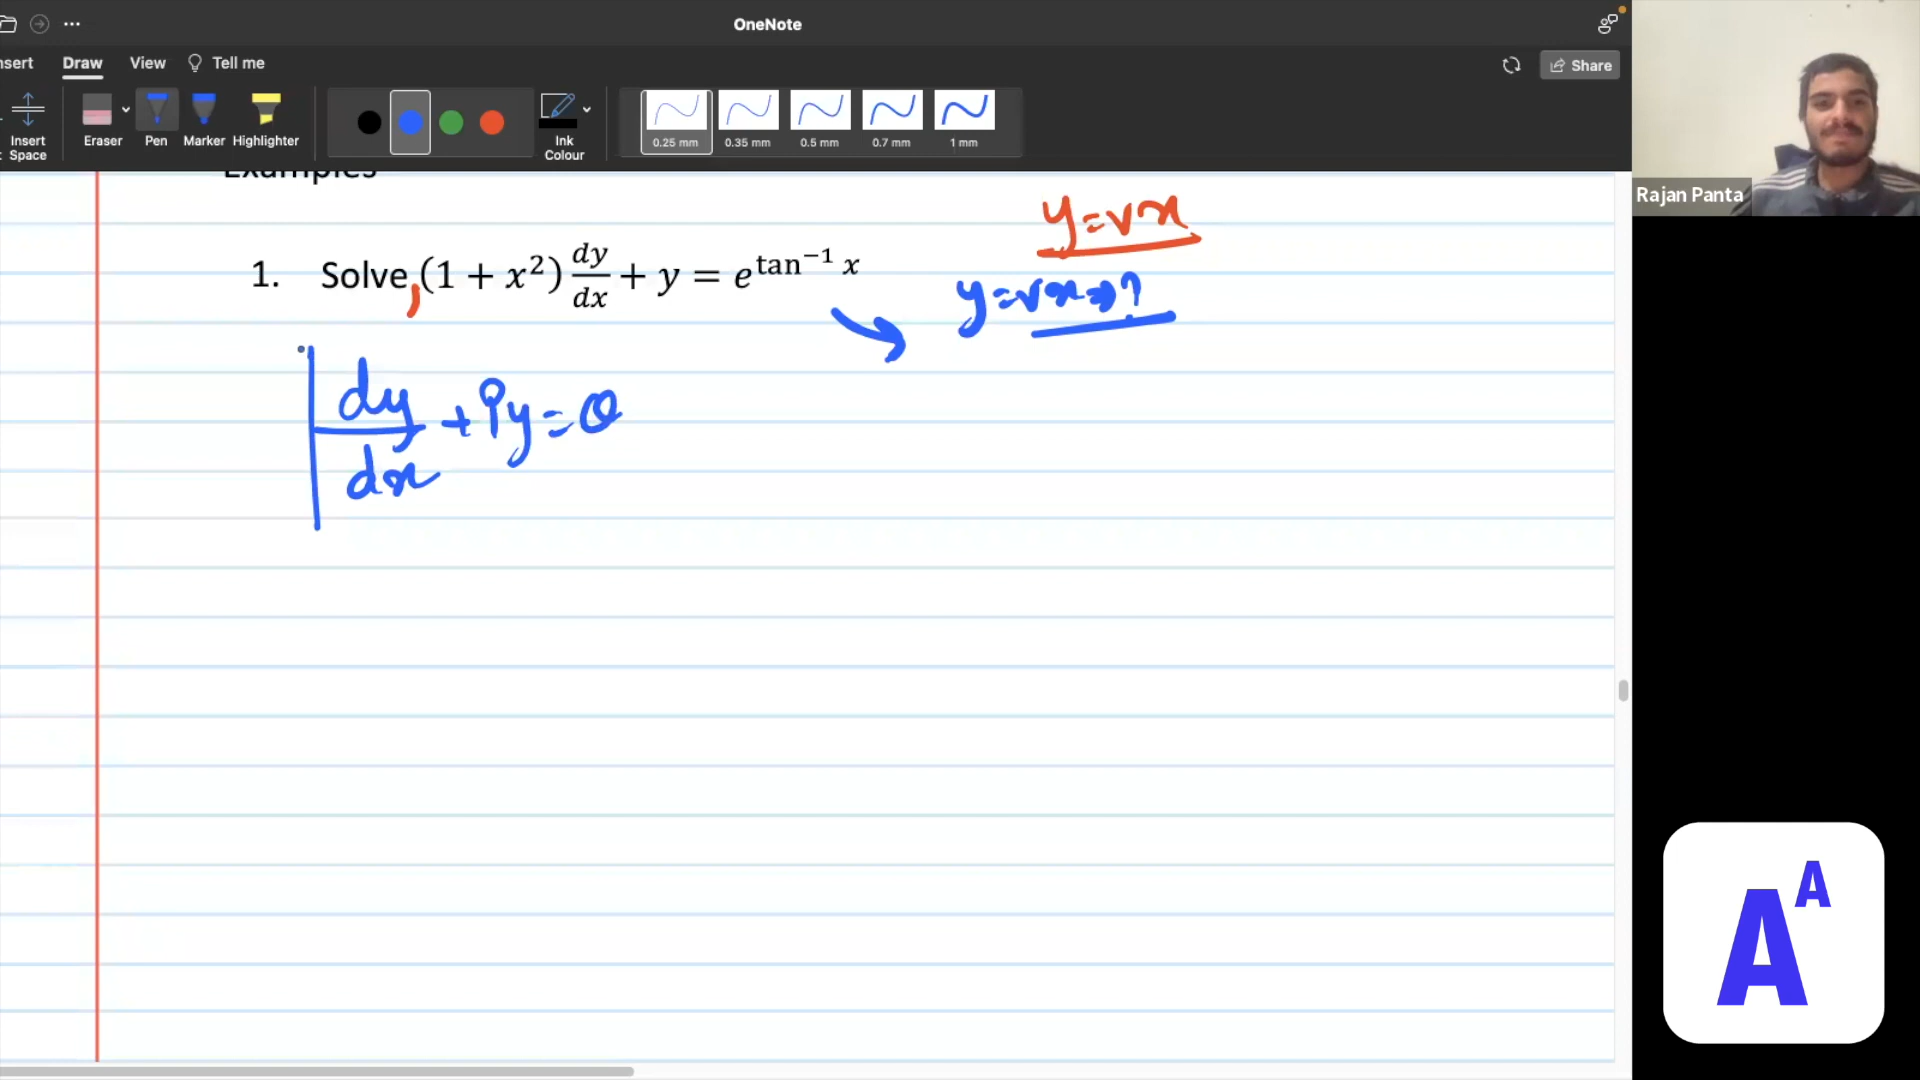 OneNote
nsert Draw View Tell me
Share
Insert Space
Eraser
Pen
Marker
Highlighter
Ink Colour
0.25 mm
0.35 mm
0.5 mm
0.7 mm
1 mm
Rajan Panta
Examples
y=vx
1. Solve,(1 + x²) dy/dx + y = e^(tan⁻¹ x)
y=vx⇒?
dy/dx + Py = Q
A^A